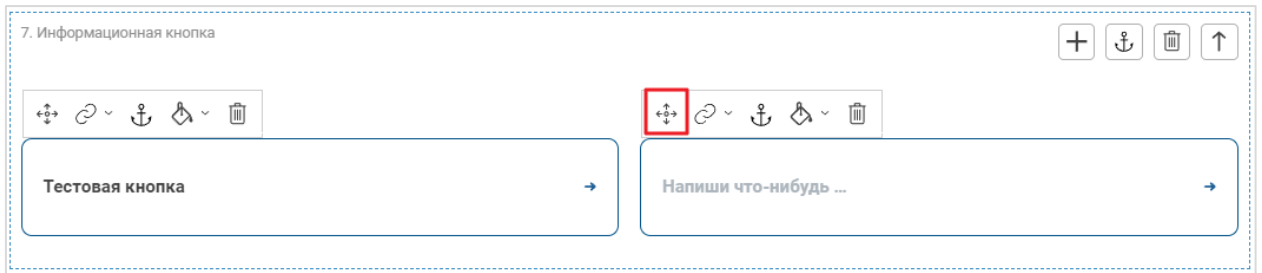 7. Информационная кнопка
Тестовая кнопка
Напиши что-нибудь ...